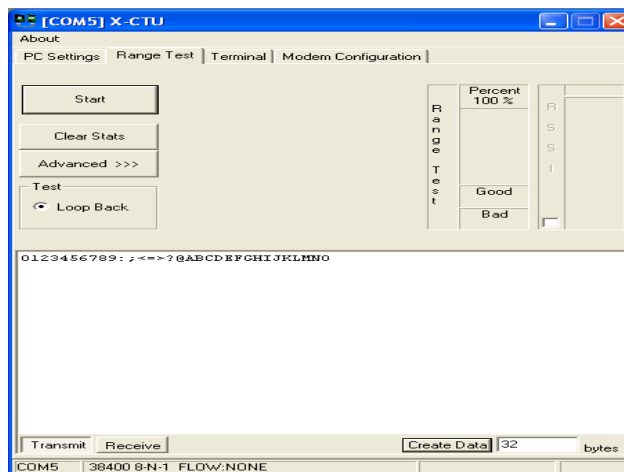 [COM5] X-CTU
About
PC Settings Range Test Terminal Modem Configuration
Start
Clear Stats
Advanced >>>
Test
Loop Back
Range Test
Percent
100 %
Good
Bad
RSSI
0123456789:;<=>?@ABCDEFGHIJKLMNO
Transmit Receive Create Data 32 bytes
COM5 38400 8-N-1 FLOW:NONE